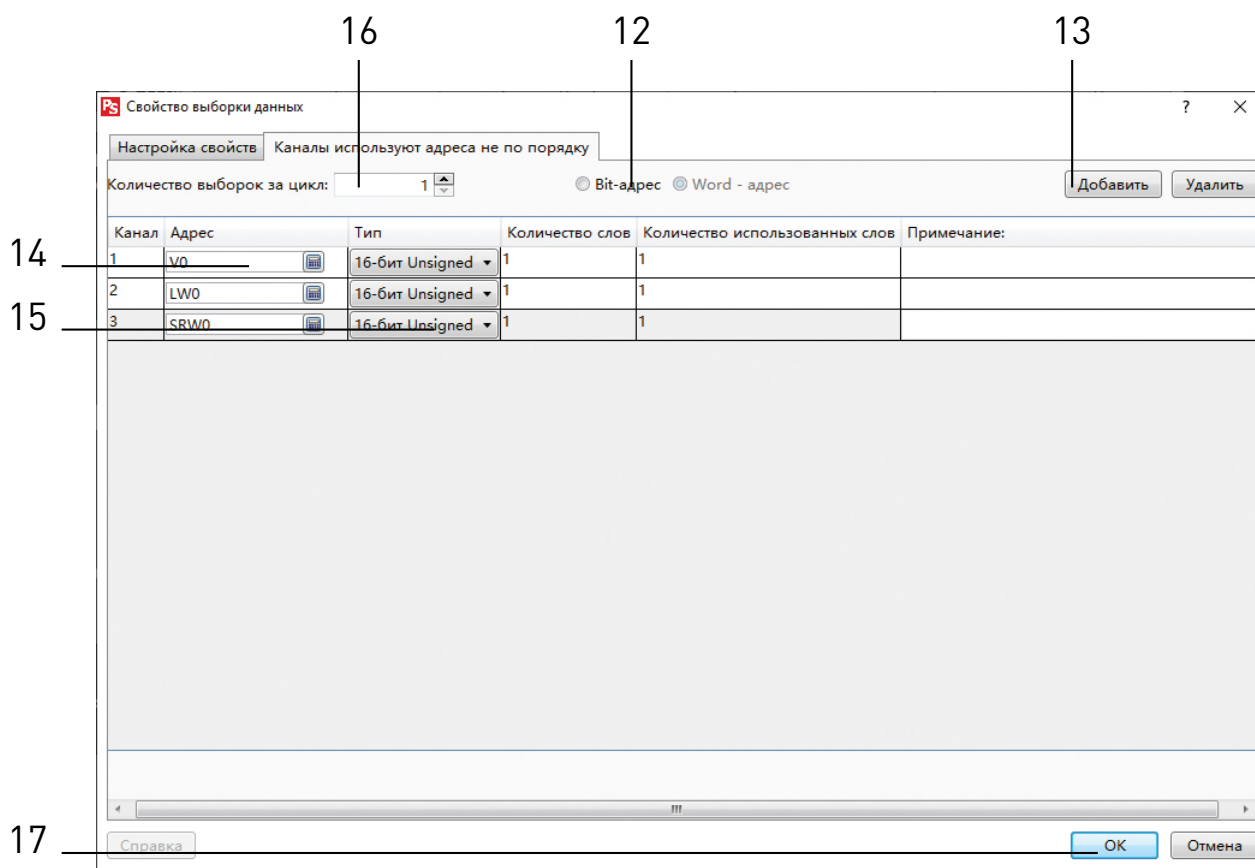 16 12 13
PS Свойство выборки данных ? ×
Настройка свойств Каналы используют адреса не по порядку
Количество выборок за цикл: 1 Bit-адрес Word - адрес Добавить Удалить
Канал Адрес Тип Количество слов Количество использованных слов Примечание:
14 1 V0 16-бит Unsigned 1 1
2 LW0 16-бит Unsigned 1 1
15 3 SRW0 16-бит Unsigned 1 1
17 Справка OK Отмена